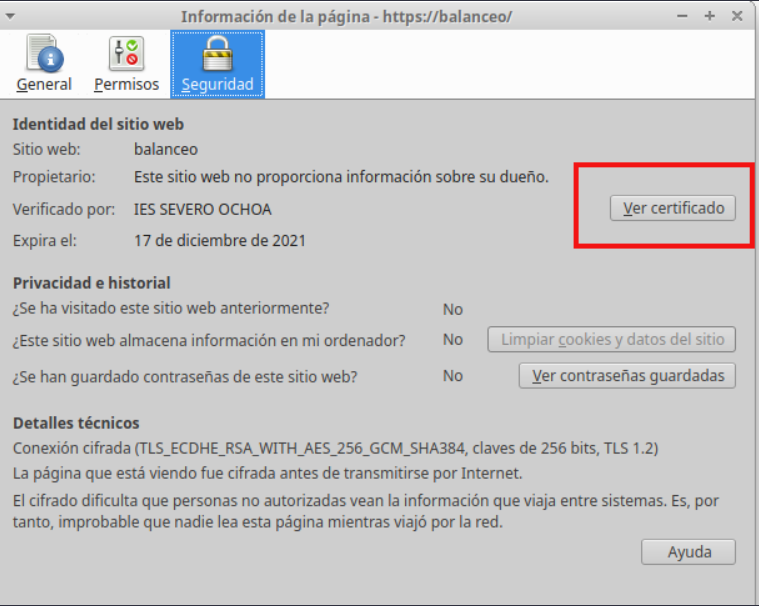 Información de la página - https://balanceo/
General Permisos Seguridad
Identidad del sitio web
Sitio web: balanceo
Propietario: Este sitio web no proporciona información sobre su dueño.
Verificado por: IES SEVERO OCHOA Ver certificado
Expira el: 17 de diciembre de 2021
Privacidad e historial
¿Se ha visitado este sitio web anteriormente? No
¿Este sitio web almacena información en mi ordenador? No Limpiar cookies y datos del sitio
¿Se han guardado contraseñas de este sitio web? No Ver contraseñas guardadas
Detalles técnicos
Conexión cifrada (TLS_ECDHE_RSA_WITH_AES_256_GCM_SHA384, claves de 256 bits, TLS 1.2)
La página que está viendo fue cifrada antes de transmitirse por Internet.
El cifrado dificulta que personas no autorizadas vean la información que viaja entre sistemas. Es, por
tanto, improbable que nadie lea esta página mientras viajó por la red.
Ayuda